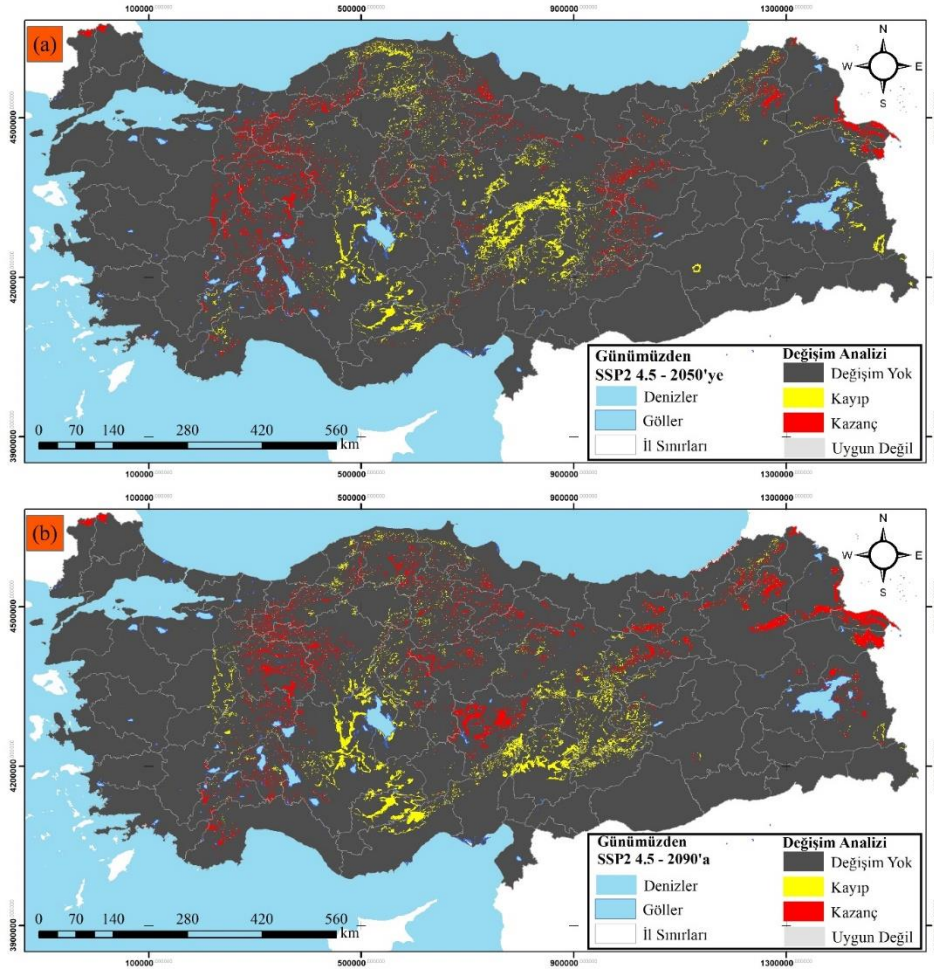 100000 500000 900000 1300000
(a)
N
W E
S
4500000
4200000
3900000
Günümüzden
SSP2 4.5 - 2050'ye
Denizler
Göller
İl Sınırları
Değişim Analizi
Değişim Yok
Kayıp
Kazanç
Uygun Değil
0 70 140 280 420 560
km
100000 500000 900000 1300000
100000 500000 900000 1300000
(b)
N
W E
S
4500000
4200000
3900000
Günümüzden
SSP2 4.5 - 2090'a
Denizler
Göller
İl Sınırları
Değişim Analizi
Değişim Yok
Kayıp
Kazanç
Uygun Değil
0 70 140 280 420 560
km
100000 500000 900000 1300000